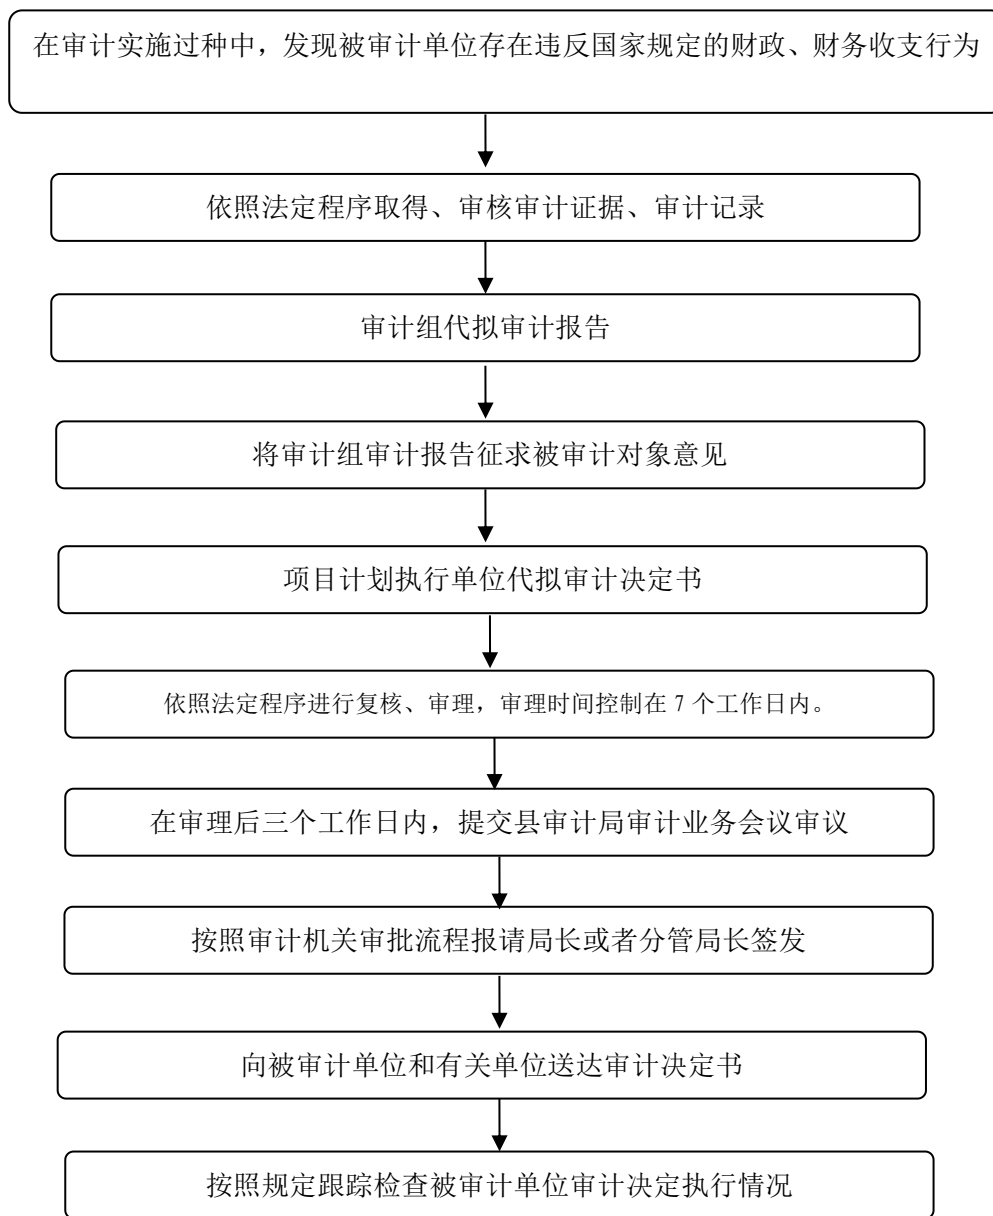 在审计实施过种中，发现被审计单位存在违反国家规定的财政、财务收支行为
依照法定程序取得、审核审计证据、审计记录
审计组代拟审计报告
将审计组审计报告征求被审计对象意见
项目计划执行单位代拟审计决定书
依照法定程序进行复核、审理，审理时间控制在 7 个工作日内。
在审理后三个工作日内，提交县审计局审计业务会议审议
按照审计机关审批流程报请局长或者分管局长签发
向被审计单位和有关单位送达审计决定书
按照规定跟踪检查被审计单位审计决定执行情况